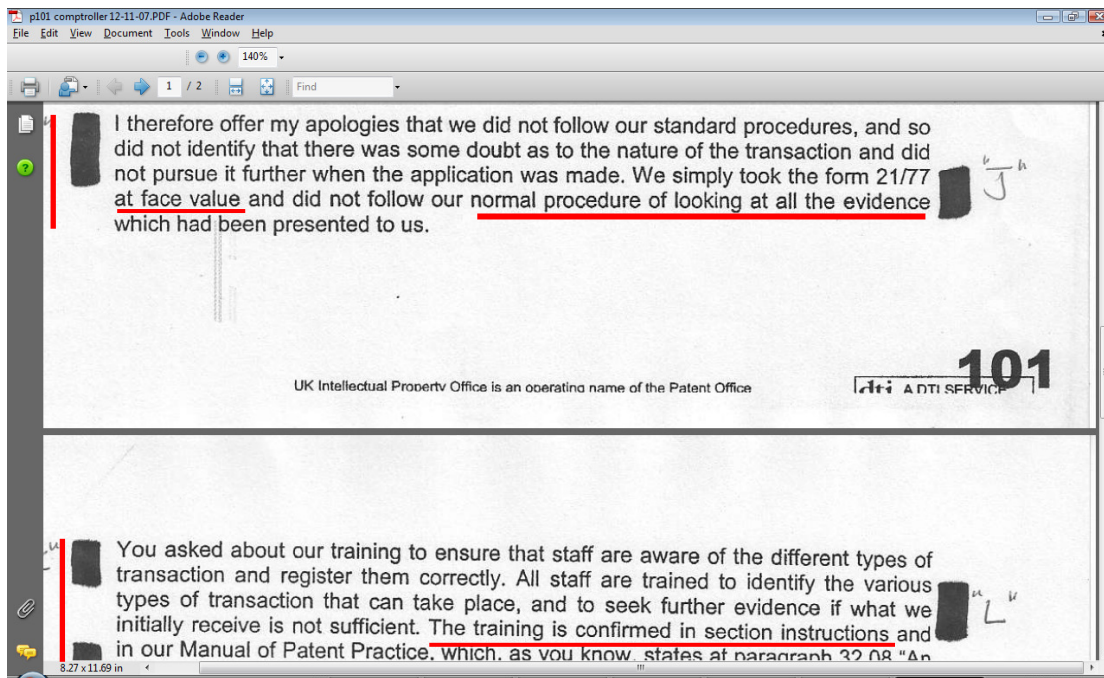 p101 comptroller 12-11-07.PDF - Adobe Reader
File Edit View Document Tools Window Help
140%
1 / 2
Find
I therefore offer my apologies that we did not follow our standard procedures, and so
did not identify that there was some doubt as to the nature of the transaction and did
not pursue it further when the application was made. We simply took the form 21/77
at face value and did not follow our normal procedure of looking at all the evidence
which had been presented to us.
"J"
101
UK Intellectual Property Office is an operating name of the Patent Office
dti A DTI SERVICE
You asked about our training to ensure that staff are aware of the different types of
transaction and register them correctly. All staff are trained to identify the various
types of transaction that can take place, and to seek further evidence if what we
initially receive is not sufficient. The training is confirmed in section instructions and
in our Manual of Patent Practice, which, as you know, states at paragraph 32.08 "An
"L"
8.27 x 11.69 in